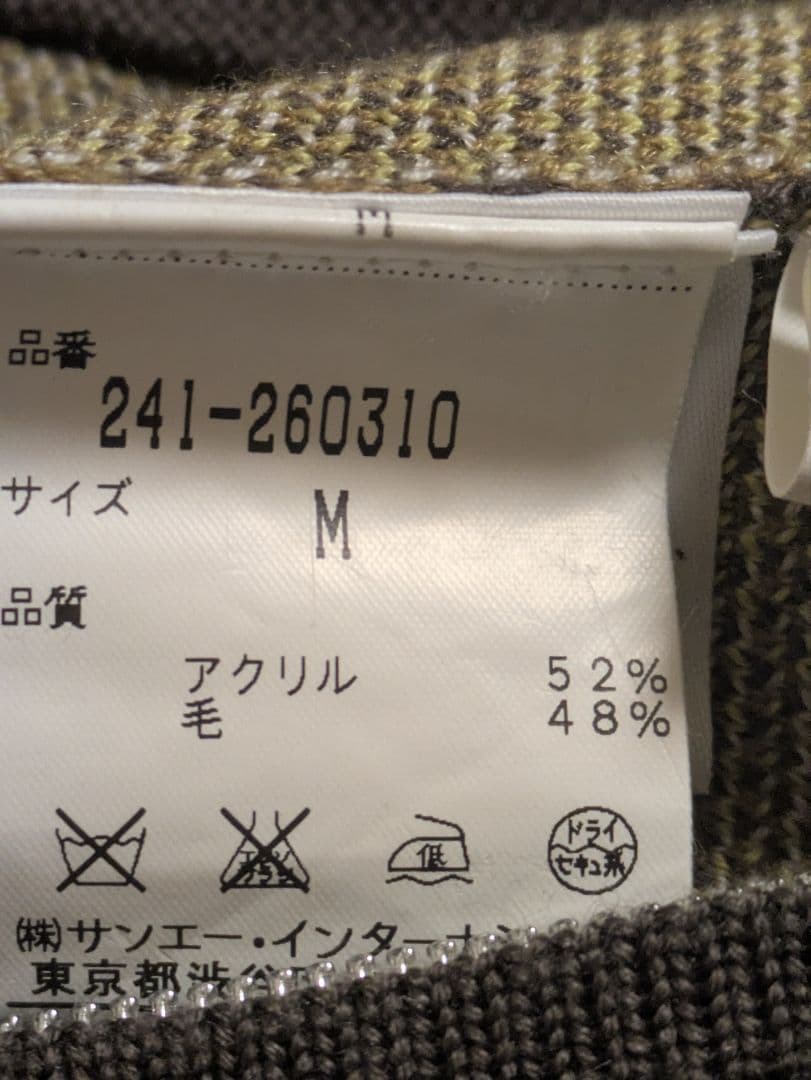 M
品番
241-260310
サイズ
M
品質
アクリル 52%
毛 48%
低
ドライ
セキュ系
㈱サンエー・インターナシ
東京都渋谷